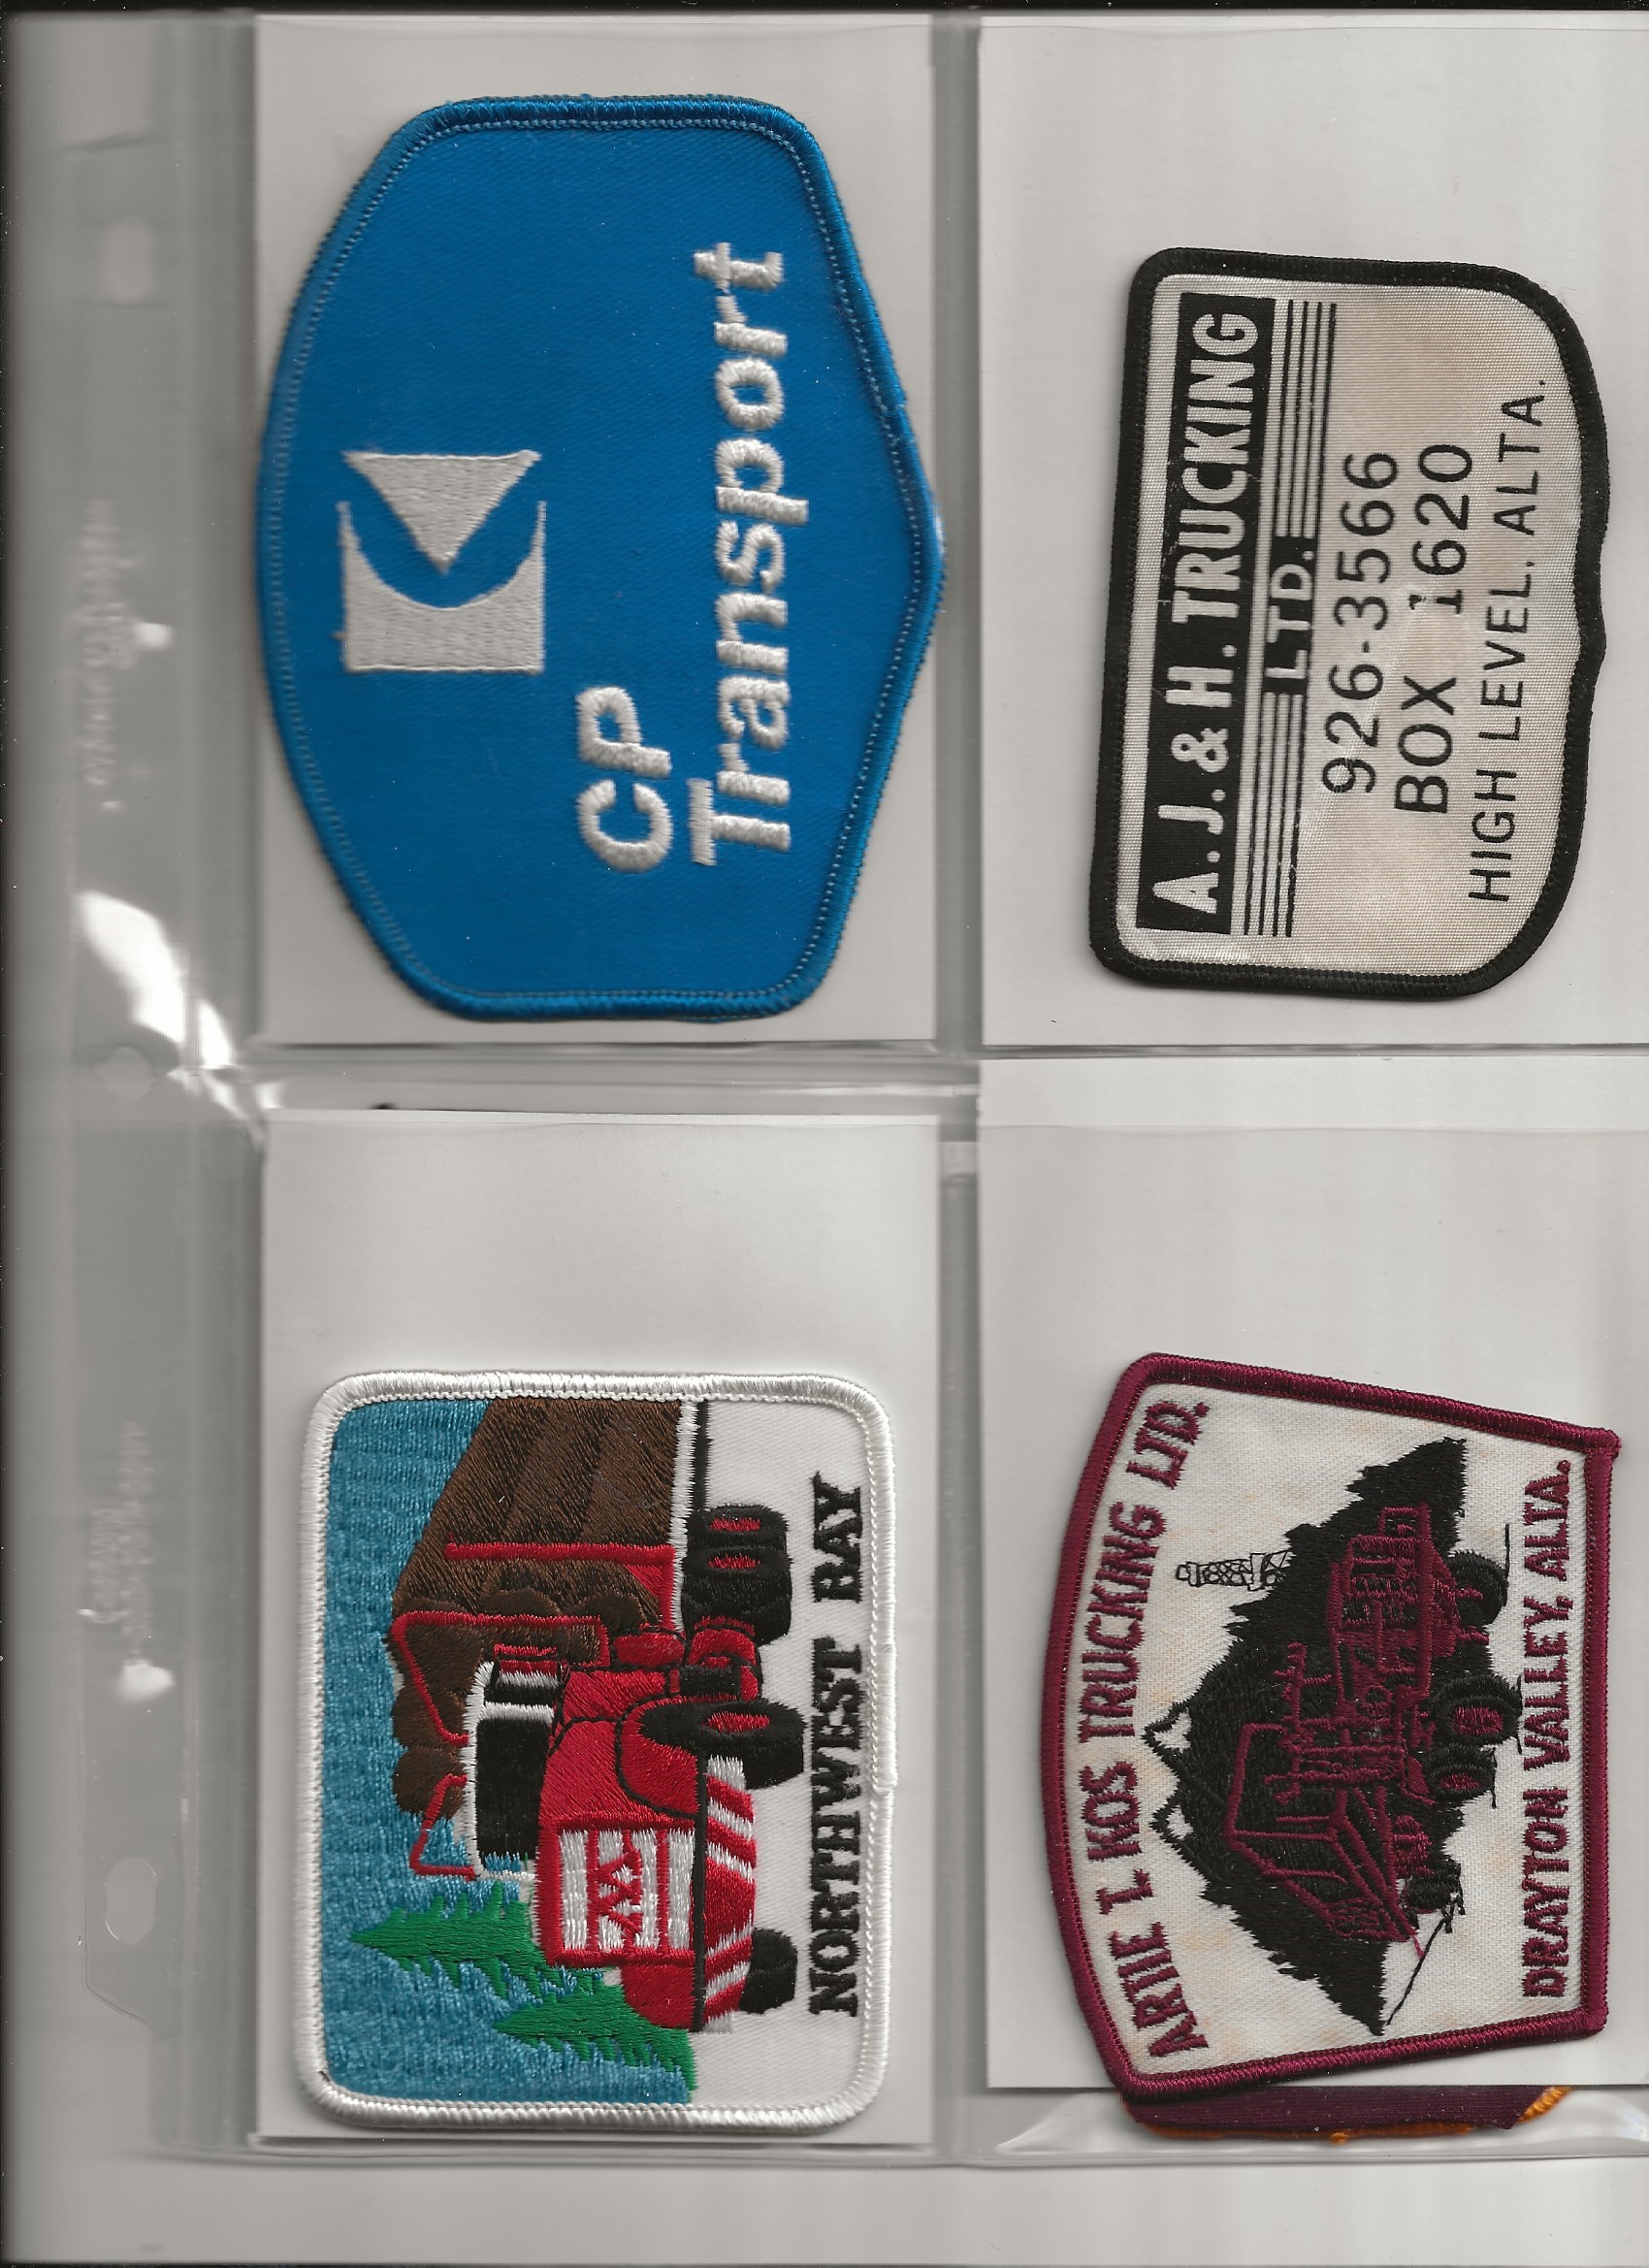 NORTHWEST BAY
CP
Transport
ARTIE T. KOS TRUCKING LTD.
DRAYTON VALLEY, ALTA.
A. J. & H. TRUCKING
LTD.
926-3566
BOX 1620
HIGH LEVEL, ALTA.